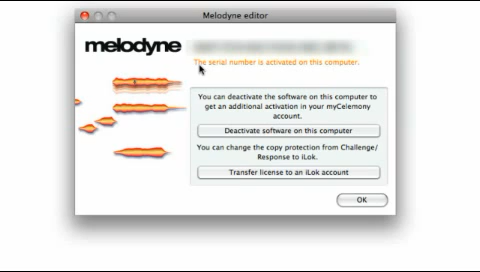 Melodyne editor
melodyne
The serial number is activated on this computer.
You can deactivate the software on this computer to
get an additional activation in your myCelemony
account.
Deactivate software on this computer
You can change the copy protection from Challenge/
Response to iLok.
Transfer license to an iLok account
OK